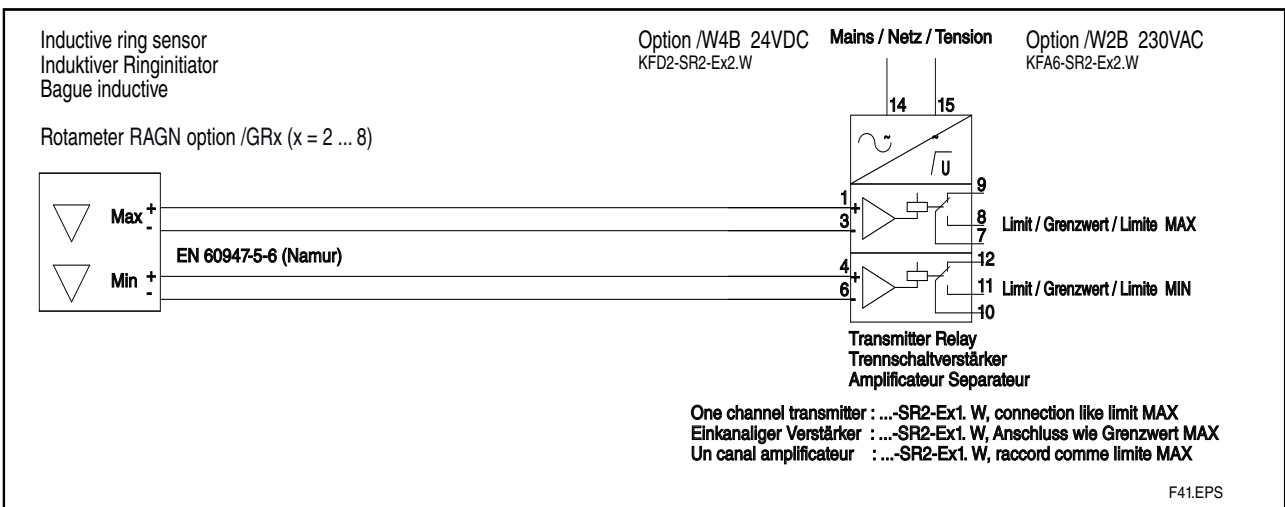 Inductive ring sensor
Induktiver Ringinitiator
Bague inductive
Rotameter RAGN option /GRx (x = 2 ... 8)
Option /W4B 24VDC
KFD2-SR2-Ex2.W
Mains / Netz / Tension
Option /W2B 230VAC
KFA6-SR2-Ex2.W
14 15
~ ~
U
Max + -
EN 60947-5-6 (Namur)
Min + -
1 +
3 -
9
8
7
Limit / Grenzwert / Limite MAX
4 +
6 -
12
11
10
Limit / Grenzwert / Limite MIN
Transmitter Relay
Trennschaltverstärker
Amplificateur Separateur
One channel transmitter : ...-SR2-Ex1. W, connection like limit MAX
Einkanaliger Verstärker : ...-SR2-Ex1. W, Anschluss wie Grenzwert MAX
Un canal amplificateur : ...-SR2-Ex1. W, raccord comme limite MAX
F41.EPS